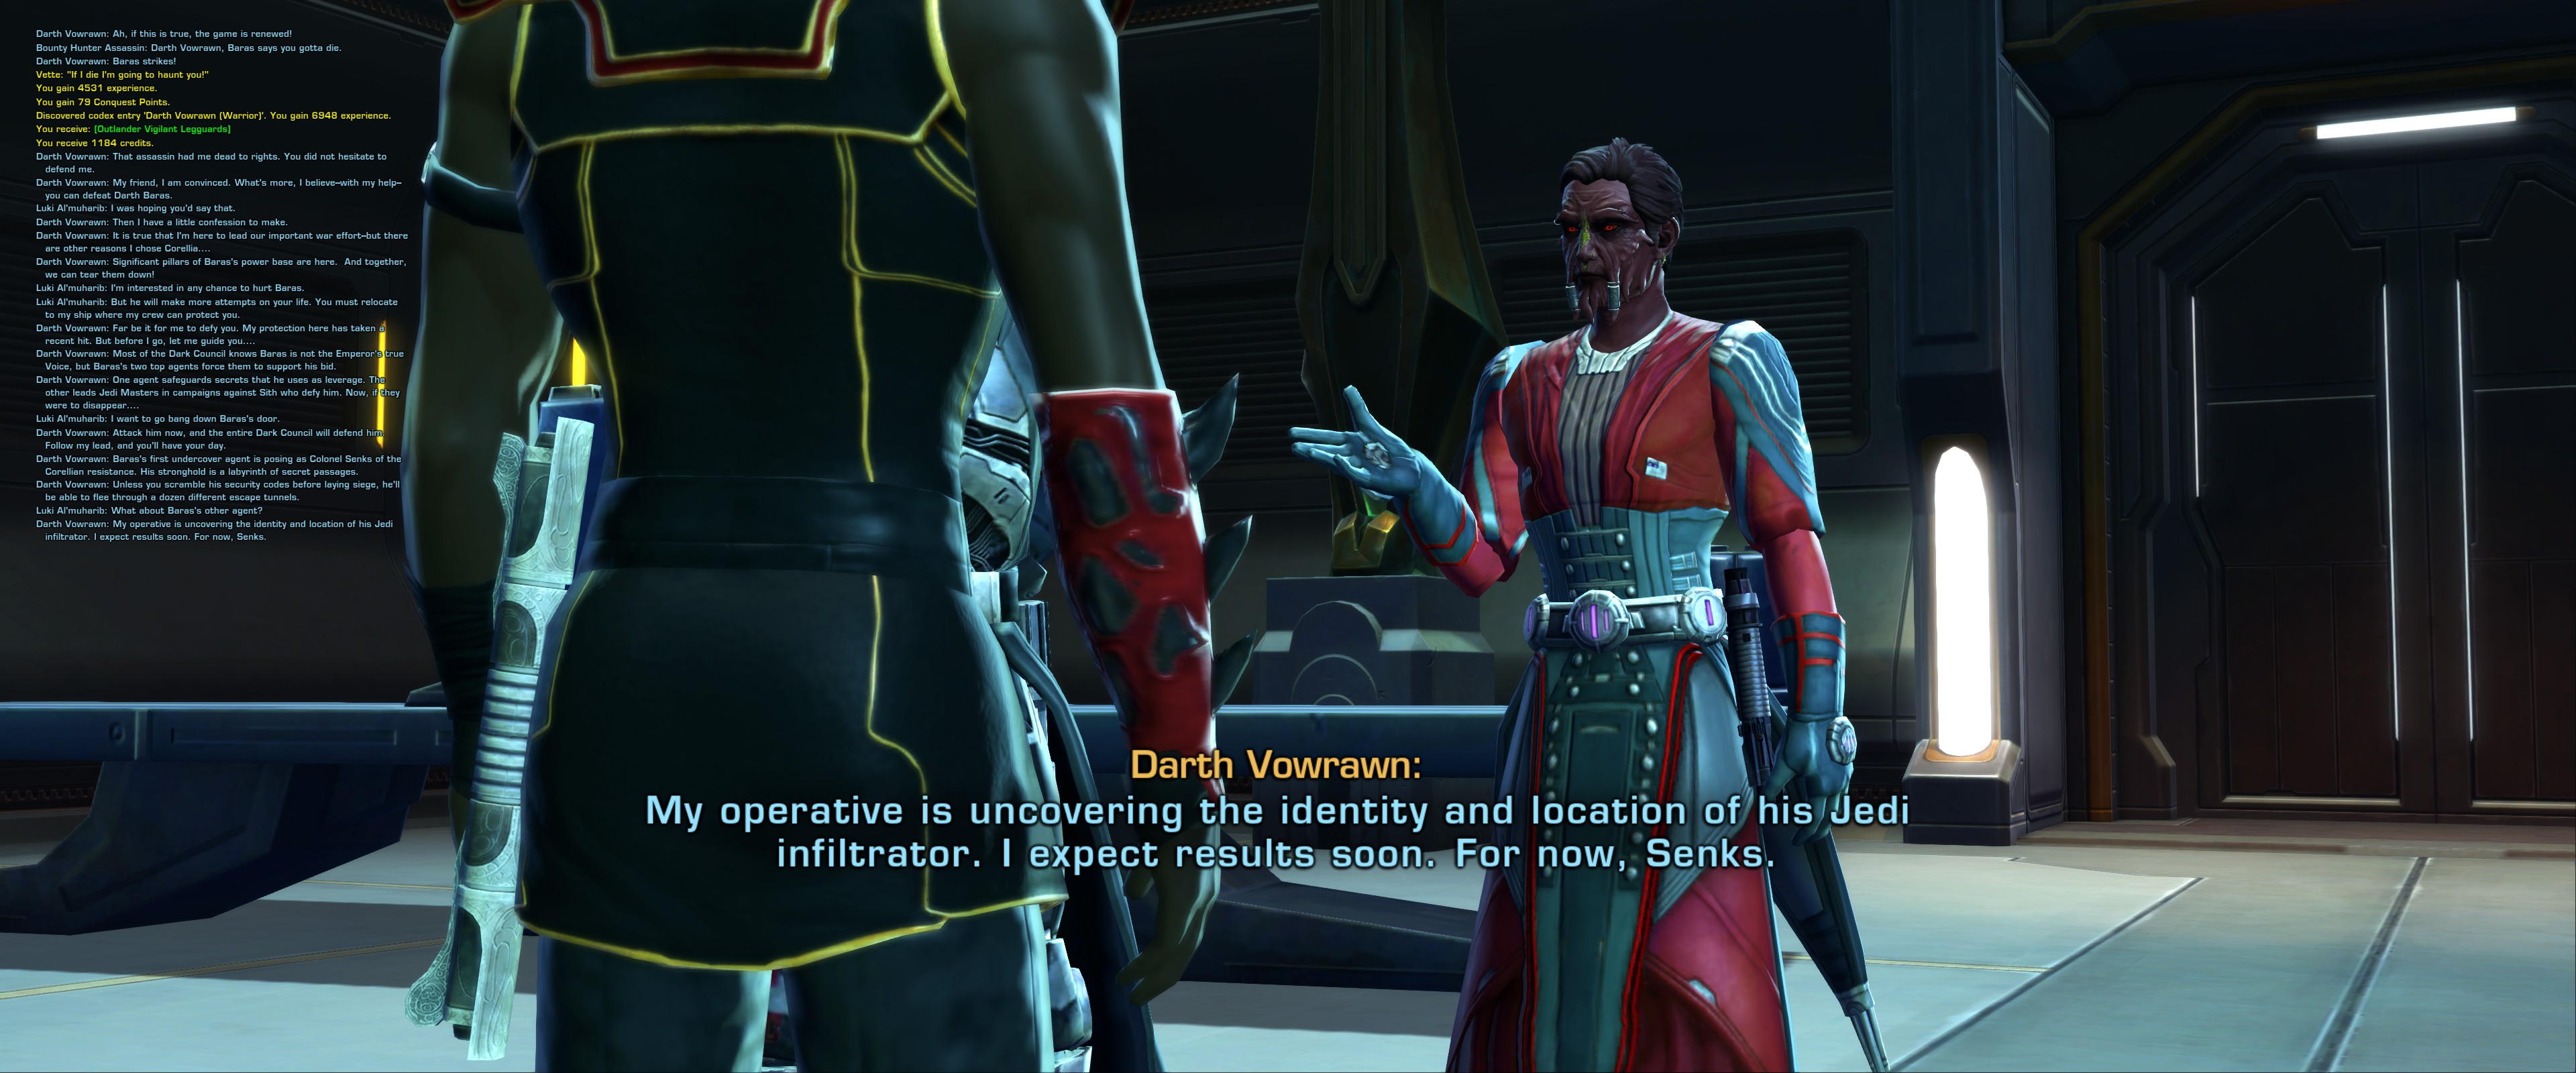 Darth Vowrawn: Ah, if this is true, the game is renewed!
Bounty Hunter Assassin: Darth Vowrawn, Baras says you gotta die.
Darth Vowrawn: Baras strikes!
Vette: "If I die I'm going to haunt you!"
You gain 4531 experience.
You gain 79 Conquest Points.
Discovered codex entry 'Darth Vowrawn (Warrior)'. You gain 6948 experience.
You receive: [Outlander Vigilant Legguards]
You receive 1184 credits.
Darth Vowrawn: That assassin had me dead to rights. You did not hesitate to
defend me.
Darth Vowrawn: My friend, I am convinced. What's more, I believe–with my help–
you can defeat Darth Baras.
Luki Al'muharib: I was hoping you'd say that.
Darth Vowrawn: Then I have a little confession to make.
Darth Vowrawn: It is true that I'm here to lead our important war effort–but there
are other reasons I chose Corellia....
Darth Vowrawn: Significant pillars of Baras's power base are here.  And together,
we can tear them down!
Luki Al'muharib: I'm interested in any chance to hurt Baras.
Luki Al'muharib: But he will make more attempts on your life. You must relocate
to my ship where my crew can protect you.
Darth Vowrawn: Far be it for me to defy you. My protection here has taken a
recent hit. But before I go, let me guide you....
Darth Vowrawn: Most of the Dark Council knows Baras is not the Emperor's true
Voice, but Baras's two top agents force them to support his bid.
Darth Vowrawn: One agent safeguards secrets that he uses as leverage. The
other leads Jedi Masters in campaigns against Sith who defy him. Now, if they
were to disappear....
Luki Al'muharib: I want to go bang down Baras's door.
Darth Vowrawn: Attack him now, and the entire Dark Council will defend him.
Follow my lead, and you'll have your day.
Darth Vowrawn: Baras's first undercover agent is posing as Colonel Senks of the
Corellian resistance. His stronghold is a labyrinth of secret passages.
Darth Vowrawn: Unless you scramble his security codes before laying siege, he'll
be able to flee through a dozen different escape tunnels.
Luki Al'muharib: What about Baras's other agent?
Darth Vowrawn: My operative is uncovering the identity and location of his Jedi
infiltrator. I expect results soon. For now, Senks.
Darth Vowrawn:
My operative is uncovering the identity and location of his Jedi
infiltrator. I expect results soon. For now, Senks.